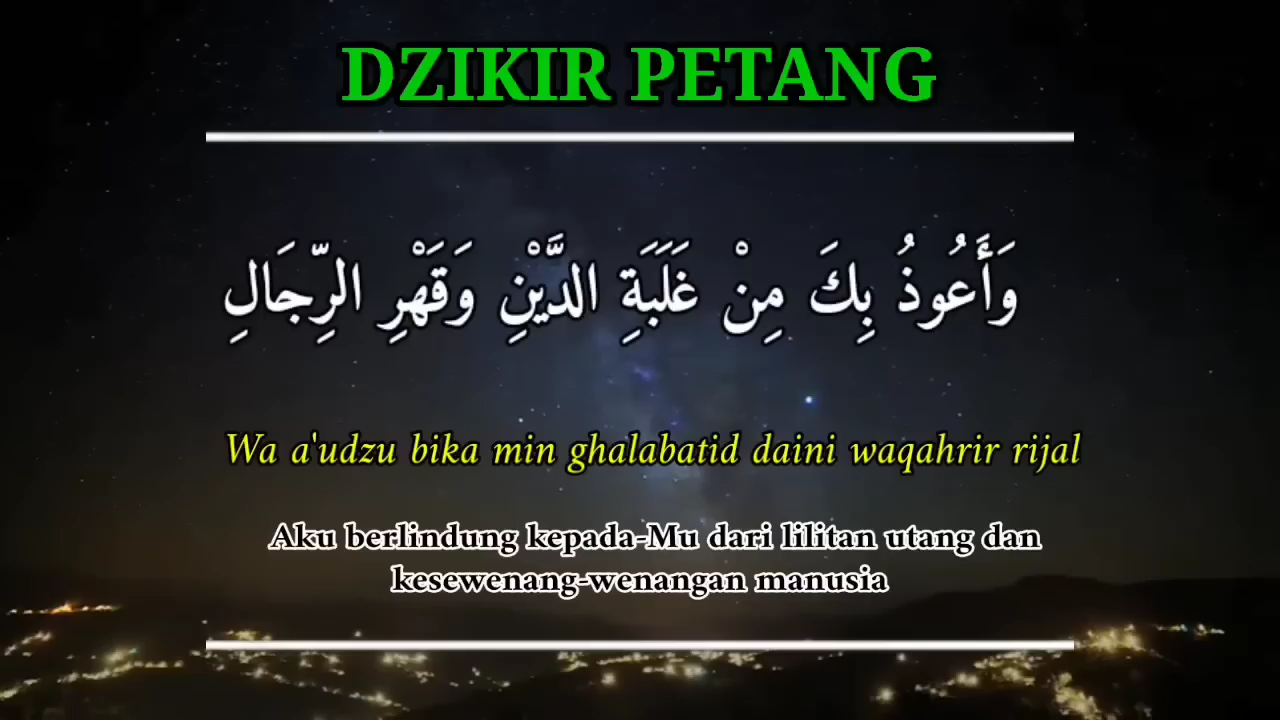 DZIKIR PETANG
وَأَعُوذُ بِكَ مِنْ غَلَبَةِ الدَّيْنِ وَقَهْرِ الرِّجَالِ
Wa a'udzu bika min ghalabatid daini waqahrir rijal
Aku berlindung kepada-Mu dari lilitan utang dan
kesewenang-wenangan manusia